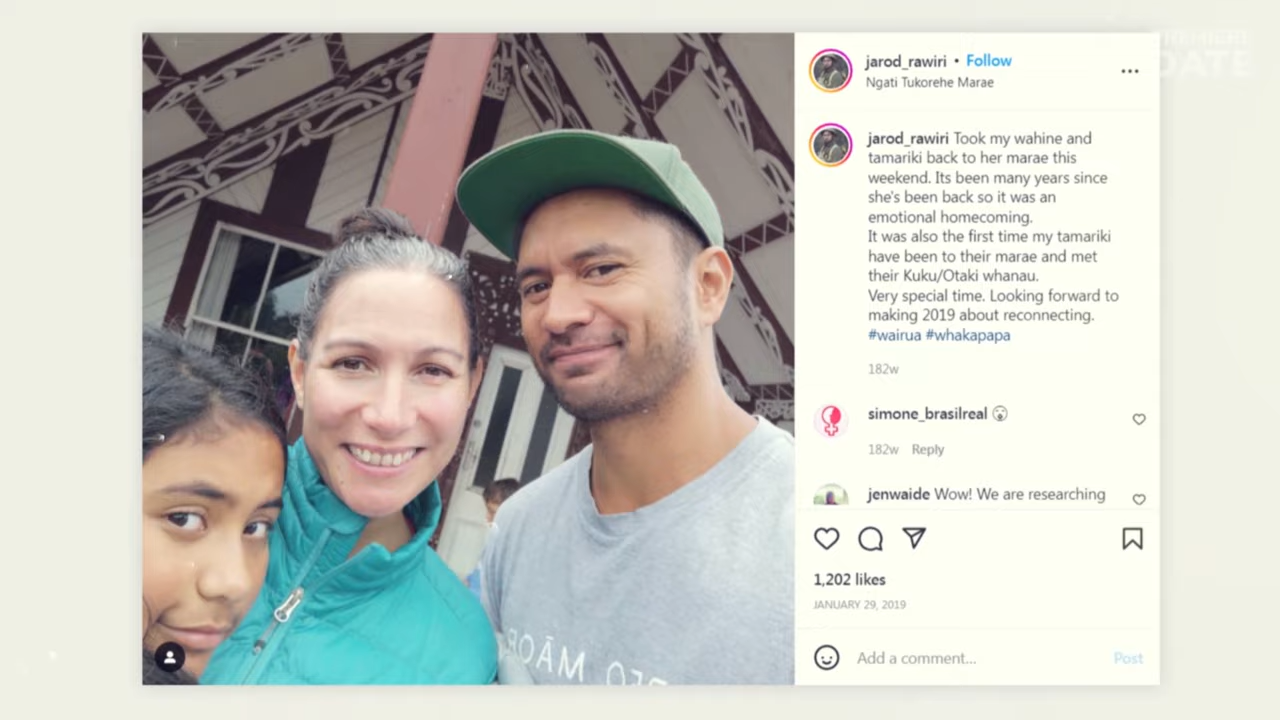 jarod_rawiri • Follow
Ngati Tukorehe Marae
jarod_rawiri Took my wahine and
tamariki back to her marae this
weekend. Its been many years since
she's been back so it was an
emotional homecoming.
It was also the first time my tamariki
have been to their marae and met
their Kuku/Otaki whanau.
Very special time. Looking forward to
making 2019 about reconnecting.
#wairua #whakapapa
182w
simone_brasilreal 😲
182w Reply
jenwaide Wow! We are researching
1,202 likes
JANUARY 29, 2019
Add a comment...
Post
MĀORI